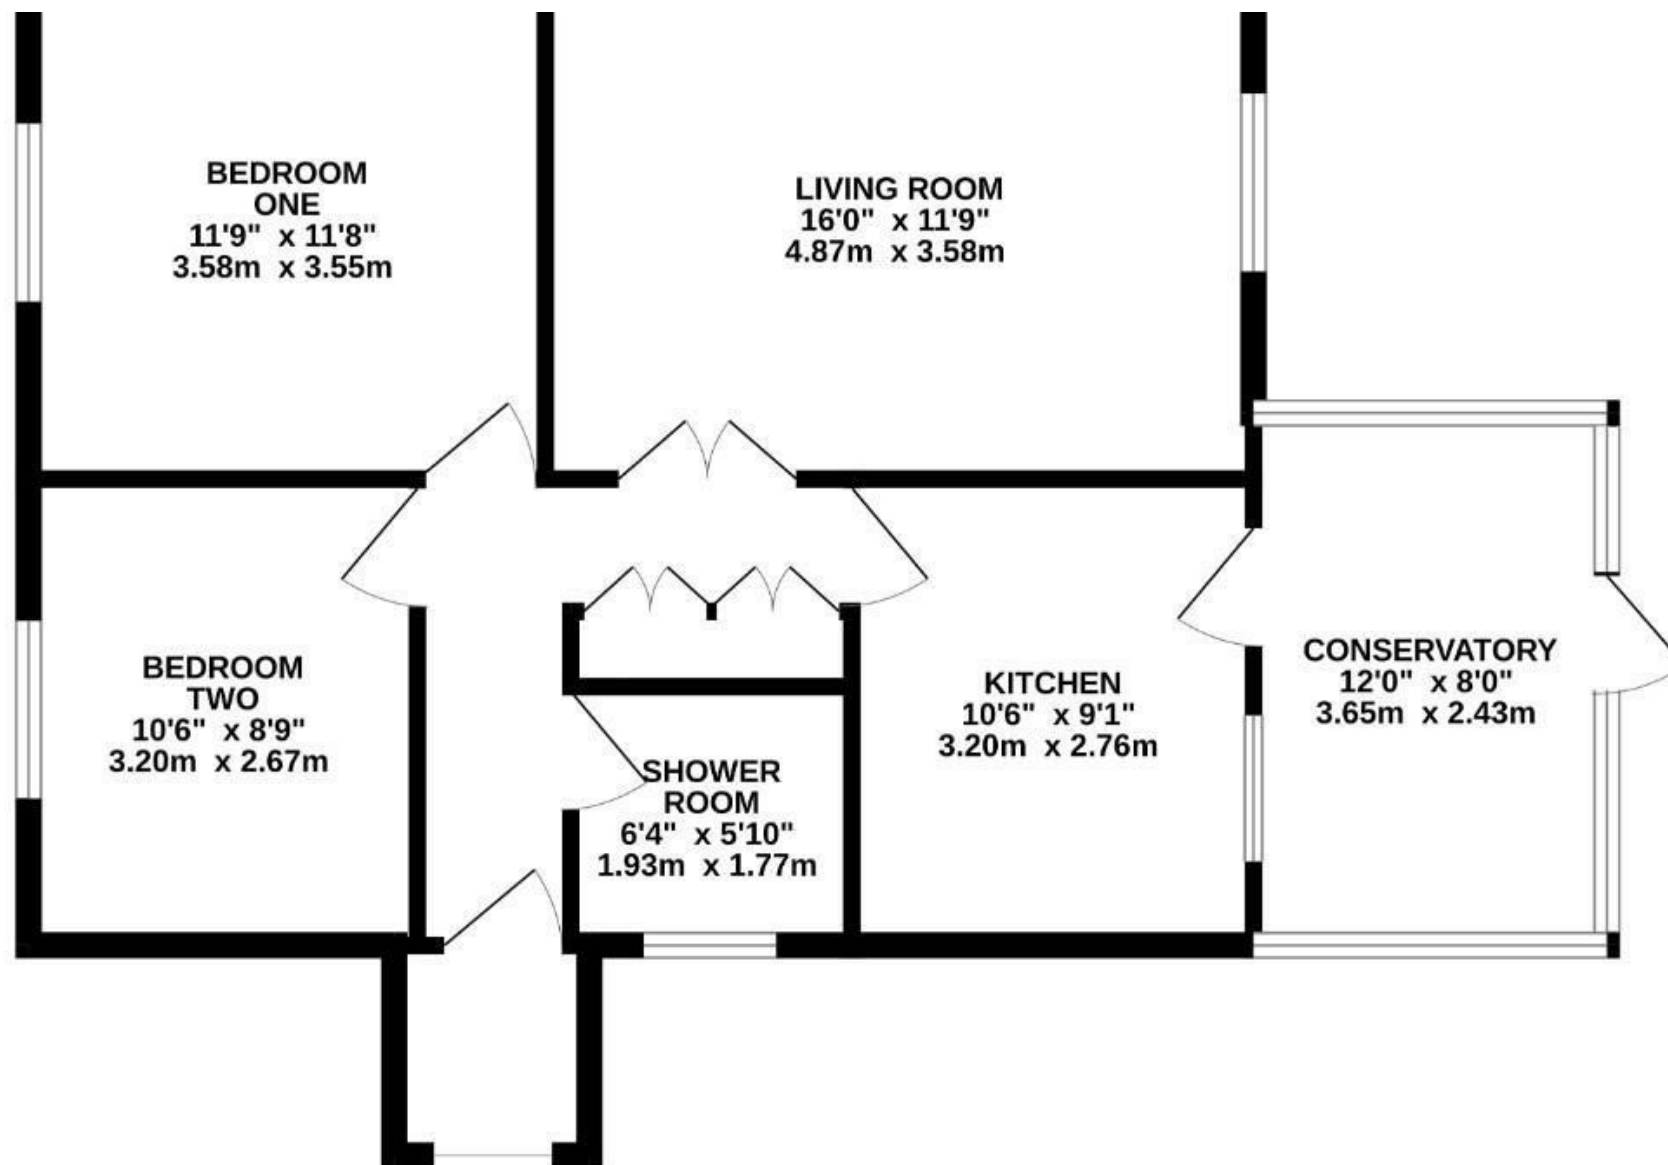 BEDROOM
ONE
11'9" x 11'8"
3.58m x 3.55m
LIVING ROOM
16'0" x 11'9"
4.87m x 3.58m
BEDROOM
TWO
10'6" x 8'9"
3.20m x 2.67m
SHOWER
ROOM
6'4" x 5'10"
1.93m x 1.77m
KITCHEN
10'6" x 9'1"
3.20m x 2.76m
CONSERVATORY
12'0" x 8'0"
3.65m x 2.43m